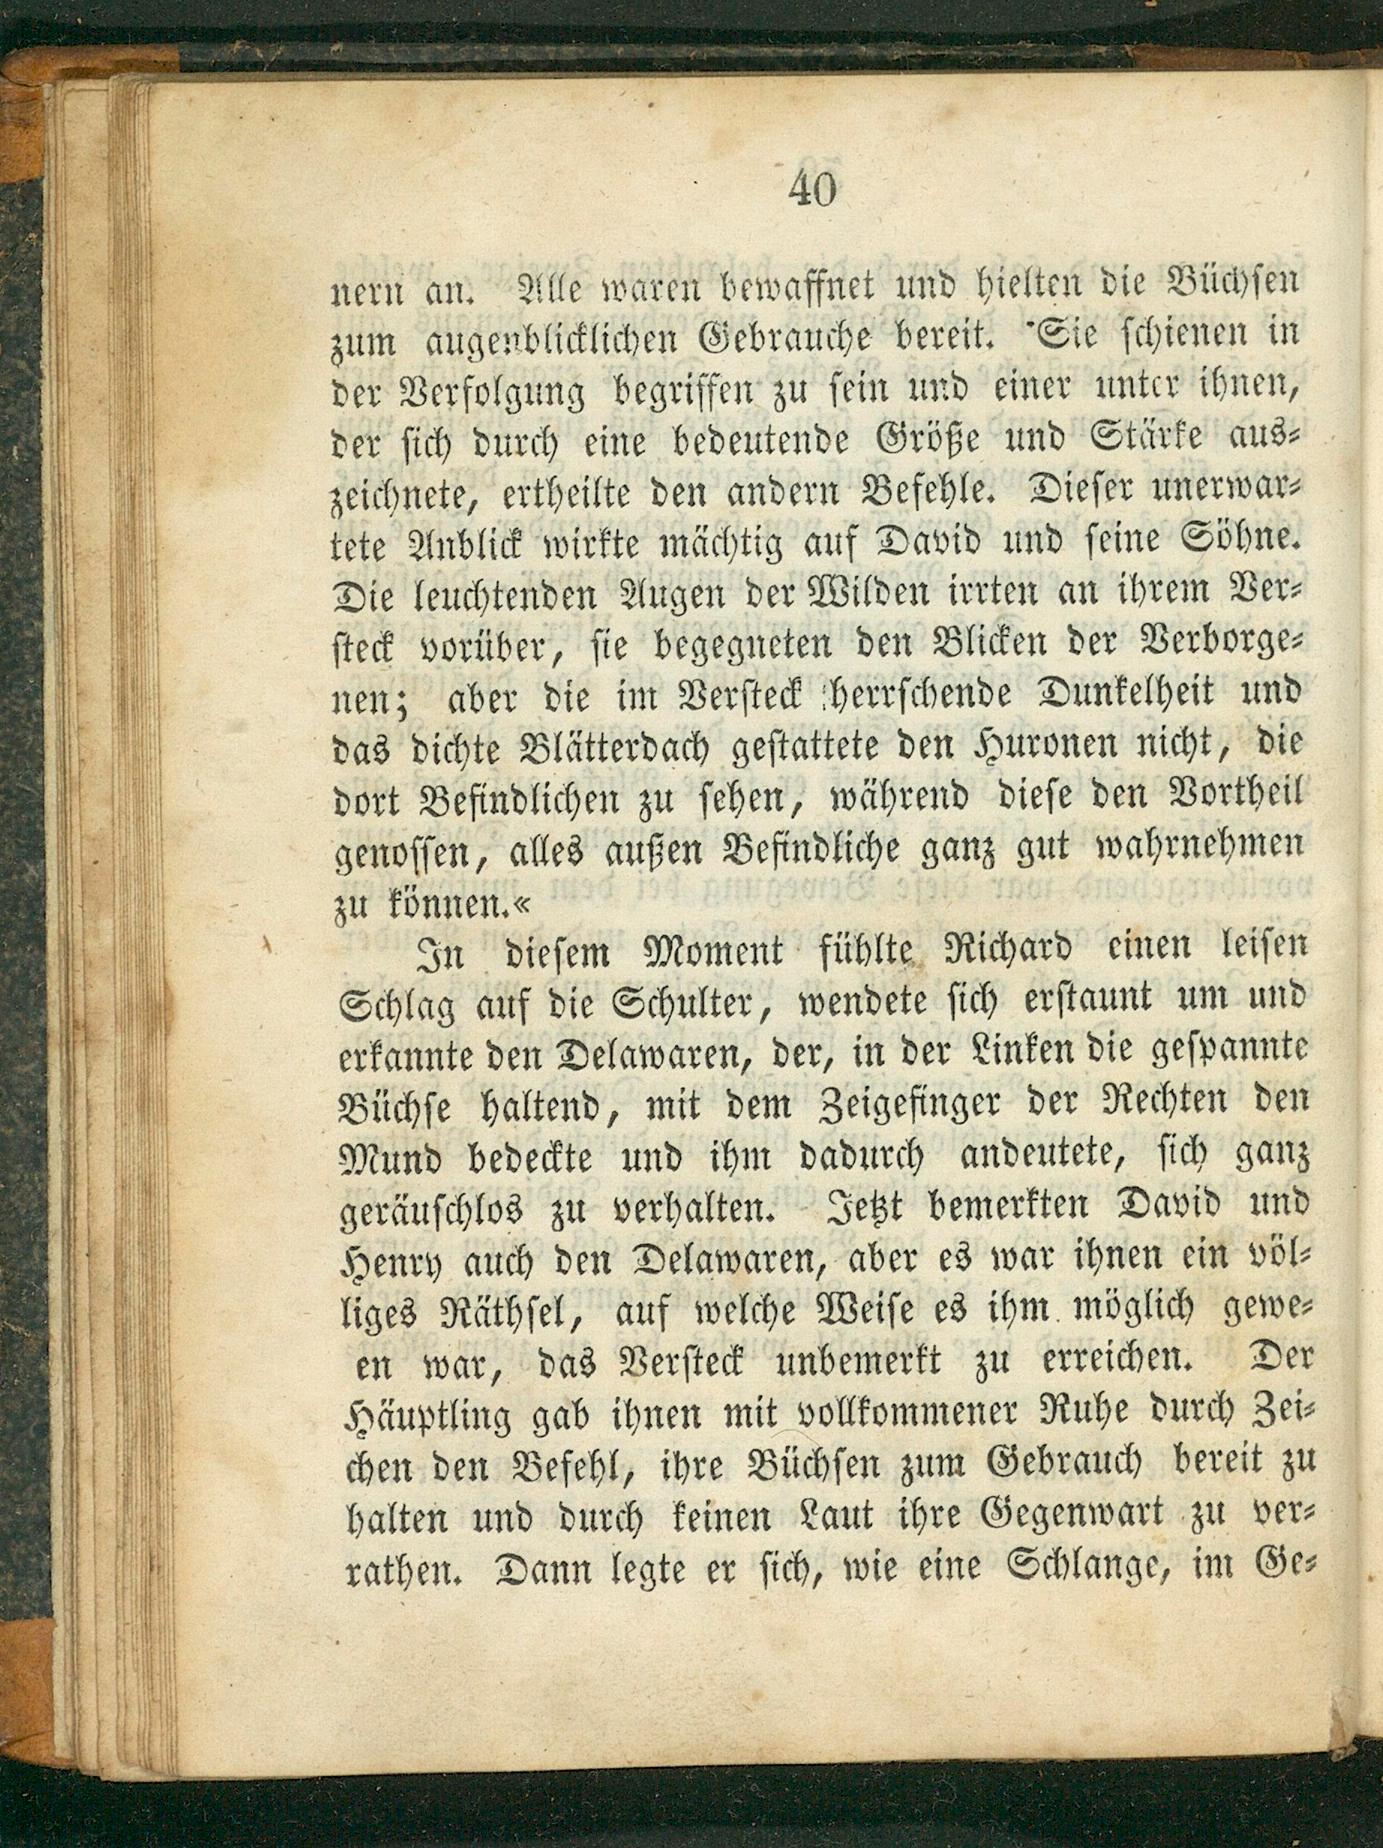 40
nern an. Alle waren bewaffnet und hielten die Büchsen
zum augenblicklichen Gebrauche bereit. Sie schienen in
der Verfolgung begriffen zu sein und einer unter ihnen,
der sich durch eine bedeutende Größe und Stärke aus-
zeichnete, ertheilte den andern Befehle. Dieser unerwar-
tete Anblick wirkte mächtig auf David und seine Söhne.
Die leuchtenden Augen der Wilden irrten an ihrem Ver-
steck vorüber, sie begegneten den Blicken der Verborge-
nen; aber die im Versteck herrschende Dunkelheit und
das dichte Blätterdach gestattete den Huronen nicht, die
dort Befindlichen zu sehen, während diese den Vortheil
genossen, alles außen Befindliche ganz gut wahrnehmen
zu können.«
In diesem Moment fühlte Richard einen leisen
Schlag auf die Schulter, wendete sich erstaunt um und
erkannte den Delawaren, der, in der Linken die gespannte
Büchse haltend, mit dem Zeigefinger der Rechten den
Mund bedeckte und ihm dadurch andeutete, sich ganz
geräuschlos zu verhalten. Jetzt bemerkten David und
Henry auch den Delawaren, aber es war ihnen ein völ-
liges Räthsel, auf welche Weise es ihm möglich gewe-
en war, das Versteck unbemerkt zu erreichen. Der
Häuptling gab ihnen mit vollkommener Ruhe durch Zei-
chen den Befehl, ihre Büchsen zum Gebrauch bereit zu
halten und durch keinen Laut ihre Gegenwart zu ver-
rathen. Dann legte er sich, wie eine Schlange, im Ge-